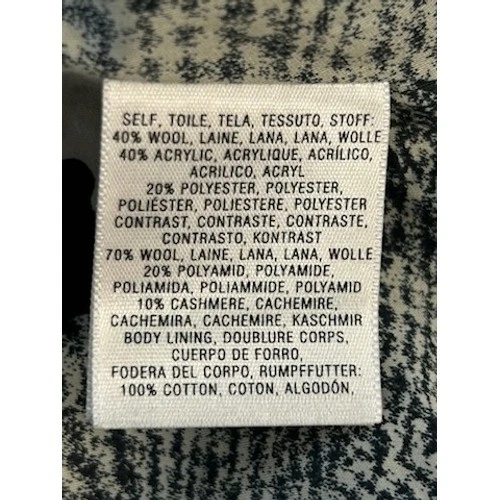 SELF, TOILE, TELA, TESSUTO, STOFF:
40% WOOL, LAINE, LANA, LANA, WOLLE
40% ACRYLIC, ACRYLIQUE, ACRÍLICO,
ACRILICO, ACRYL
20% POLYESTER, POLYESTER,
POLIÉSTER, POLIESTERE, POLYESTER
CONTRAST, CONTRASTE, CONTRASTE,
CONTRASTO, KONTRAST
70% WOOL, LAINE, LANA, LANA, WOLLE
20% POLYAMID, POLYAMIDE,
POLIAMIDA, POLIAMMIDE, POLYAMID
10% CASHMERE, CACHEMIRE,
CACHEMIRA, CACHEMIRE, KASCHMIR
BODY LINING, DOUBLURE CORPS,
CUERPO DE FORRO,
FODERA DEL CORPO, RUMPFFUTTER:
100% COTTON, COTON, ALGODÓN,